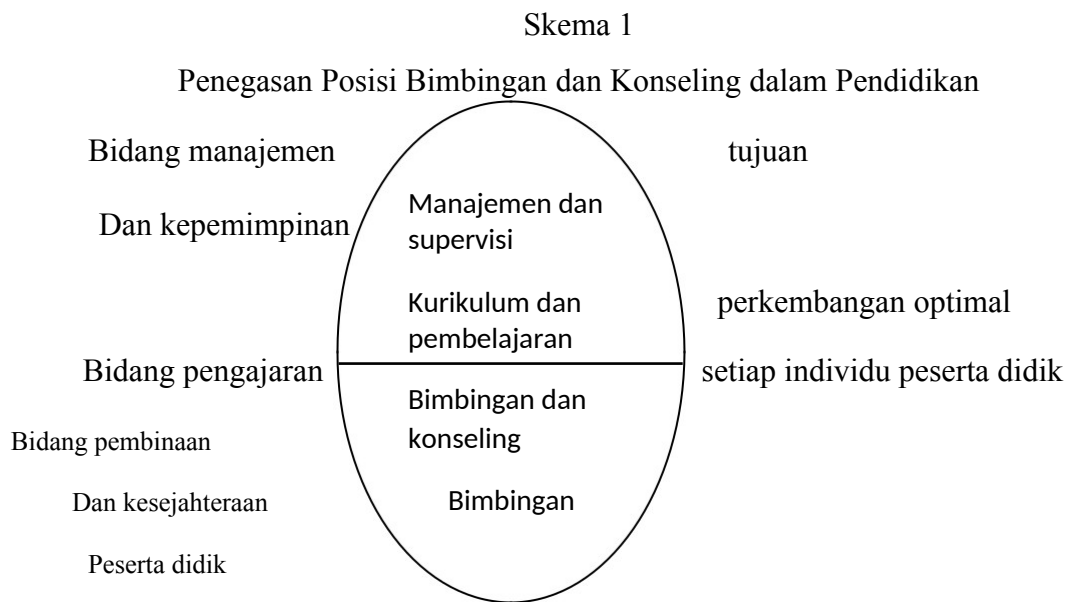 Skema 1
Penegasan Posisi Bimbingan dan Konseling dalam Pendidikan
Bidang manajemen
tujuan
Dan kepemimpinan
Manajemen dan
supervisi
Kurikulum dan
pembelajaran
perkembangan optimal
Bidang pengajaran
setiap individu peserta didik
Bimbingan dan
konseling
Bidang pembinaan
Dan kesejahteraan
Bimbingan
Peserta didik